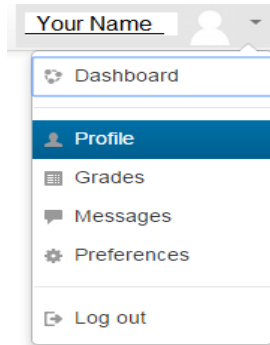 Your Name
Dashboard
Profile
Grades
Messages
Preferences
Log out